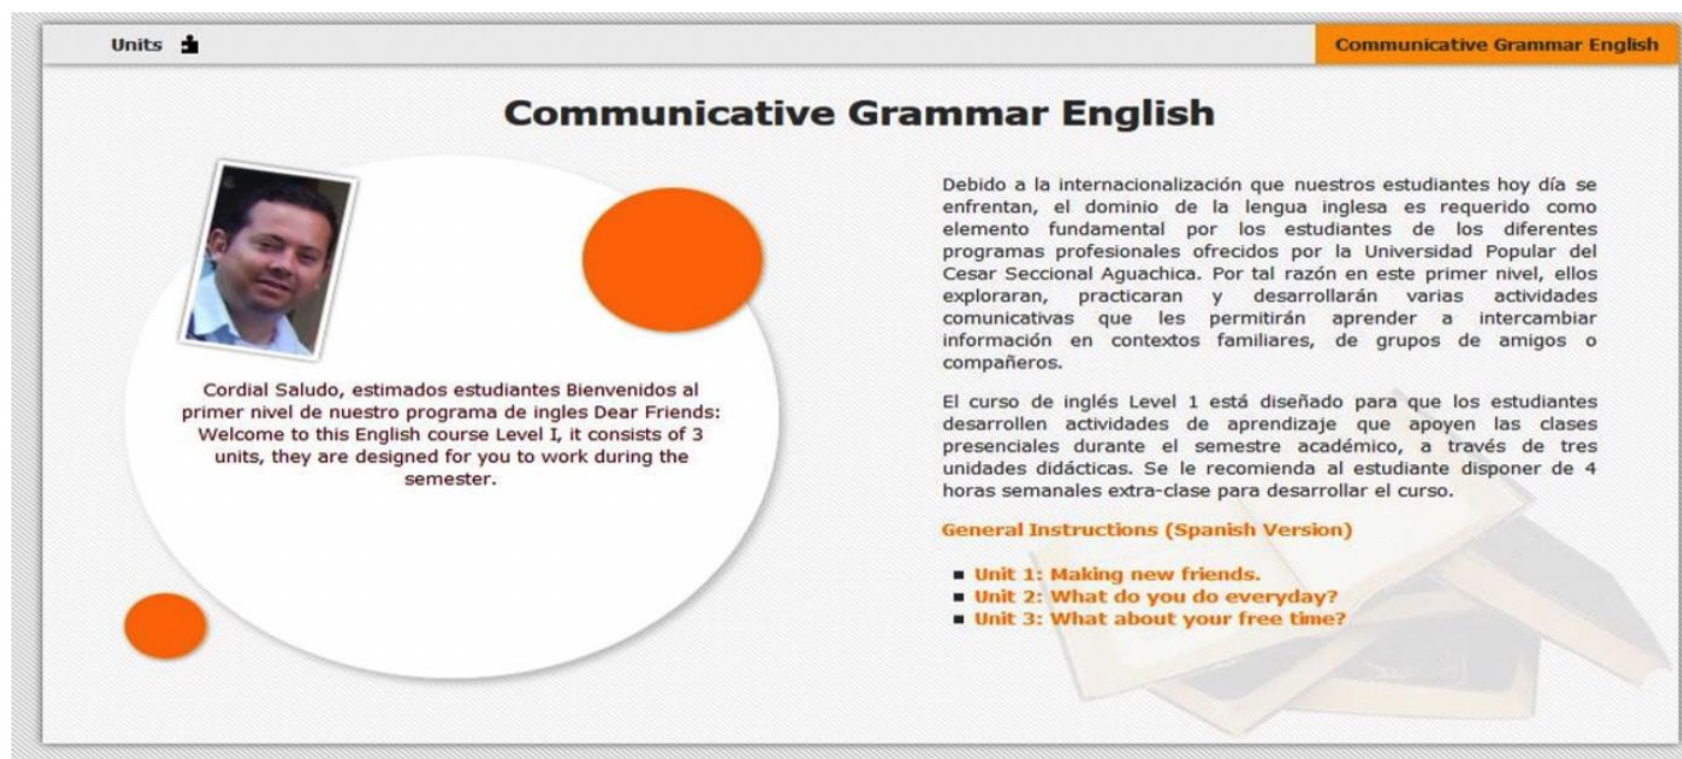 Units
Communicative Grammar English
Communicative Grammar English
Cordial Saludo, estimados estudiantes Bienvenidos al
primer nivel de nuestro programa de ingles Dear Friends:
Welcome to this English course Level I, it consists of 3
units, they are designed for you to work during the
semester.
Debido a la internacionalización que nuestros estudiantes hoy día se
enfrentan, el dominio de la lengua inglesa es requerido como
elemento fundamental por los estudiantes de los diferentes
programas profesionales ofrecidos por la Universidad Popular del
Cesar Seccional Aguachica. Por tal razón en este primer nivel, ellos
exploraran, practicaran y desarrollarán varias actividades
comunicativas que les permitirán aprender a intercambiar
información en contextos familiares, de grupos de amigos o
compañeros.
El curso de inglés Level 1 está diseñado para que los estudiantes
desarrollen actividades de aprendizaje que apoyen las clases
presenciales durante el semestre académico, a través de tres
unidades didácticas. Se le recomienda al estudiante disponer de 4
horas semanales extra-clase para desarrollar el curso.
General Instructions (Spanish Version)
Unit 1: Making new friends.
Unit 2: What do you do everyday?
Unit 3: What about your free time?